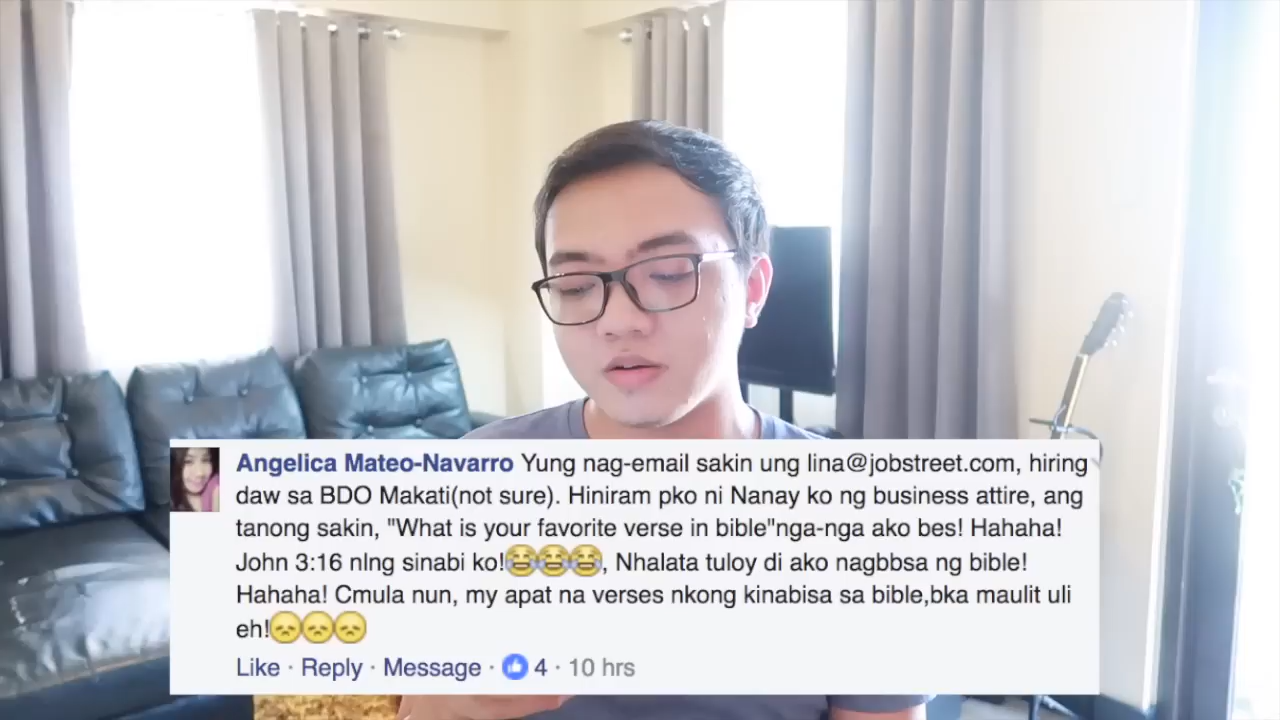 Angelica Mateo-Navarro Yung nag-email sakin ung lina@jobstreet.com, hiring
daw sa BDO Makati(not sure). Hiniram pko ni Nanay ko ng business attire, ang
tanong sakin, "What is your favorite verse in bible"nga-nga ako bes! Hahaha!
John 3:16 nlng sinabi ko!😂😂😂, Nhalata tuloy di ako nagbbsa ng bible!
Hahaha! Cmula nun, my apat na verses nkong kinabisa sa bible,bka maulit uli
eh!😞😞😞
Like · Reply · Message · 4 · 10 hrs